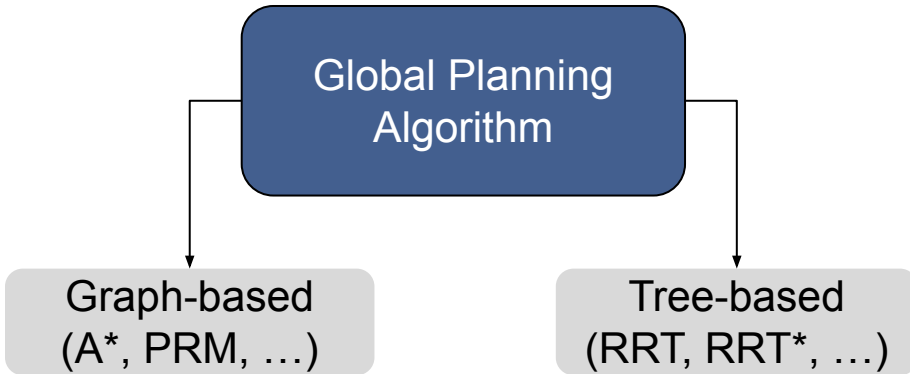 Global Planning
Algorithm
Graph-based
(A*, PRM, …)
Tree-based
(RRT, RRT*, …)